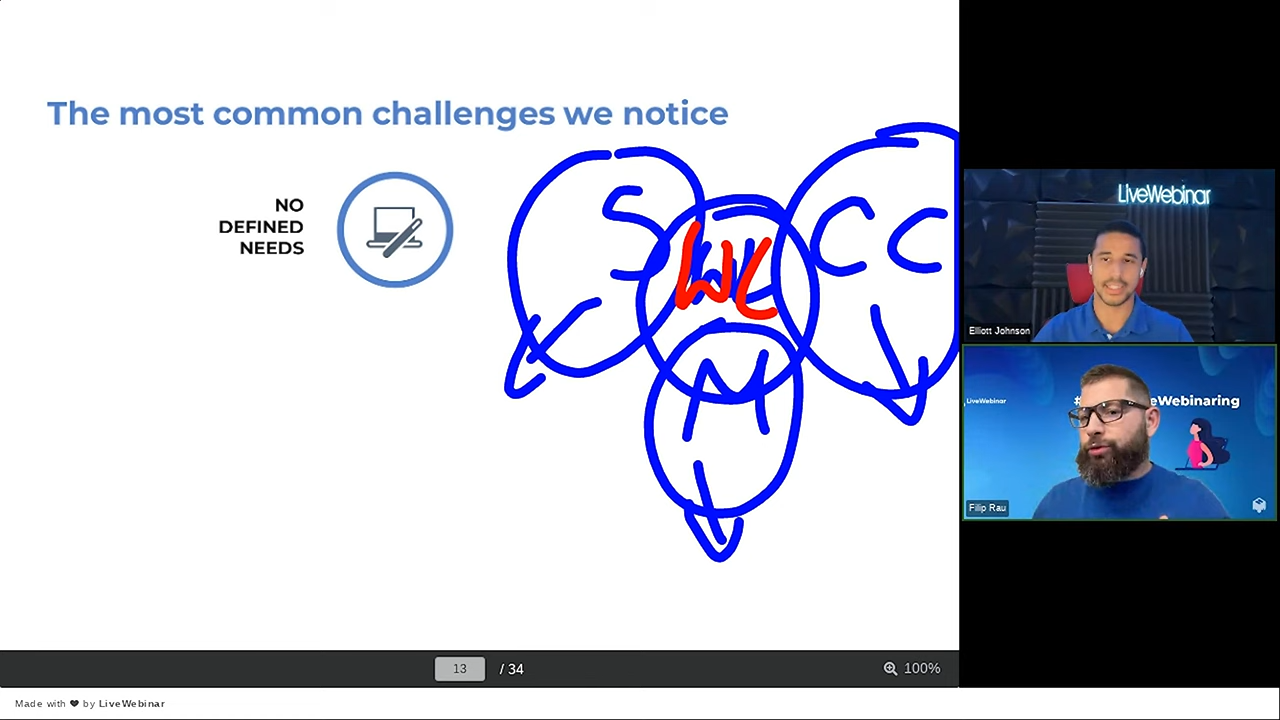 The most common challenges we notice
NO
DEFINED
NEEDS
S
CC
WL
M
LiveWebinar
Elliott Johnson
LiveWebinar
eWebinaring
Filip Rau
13 / 34
100%
Made with ❤ by LiveWebinar